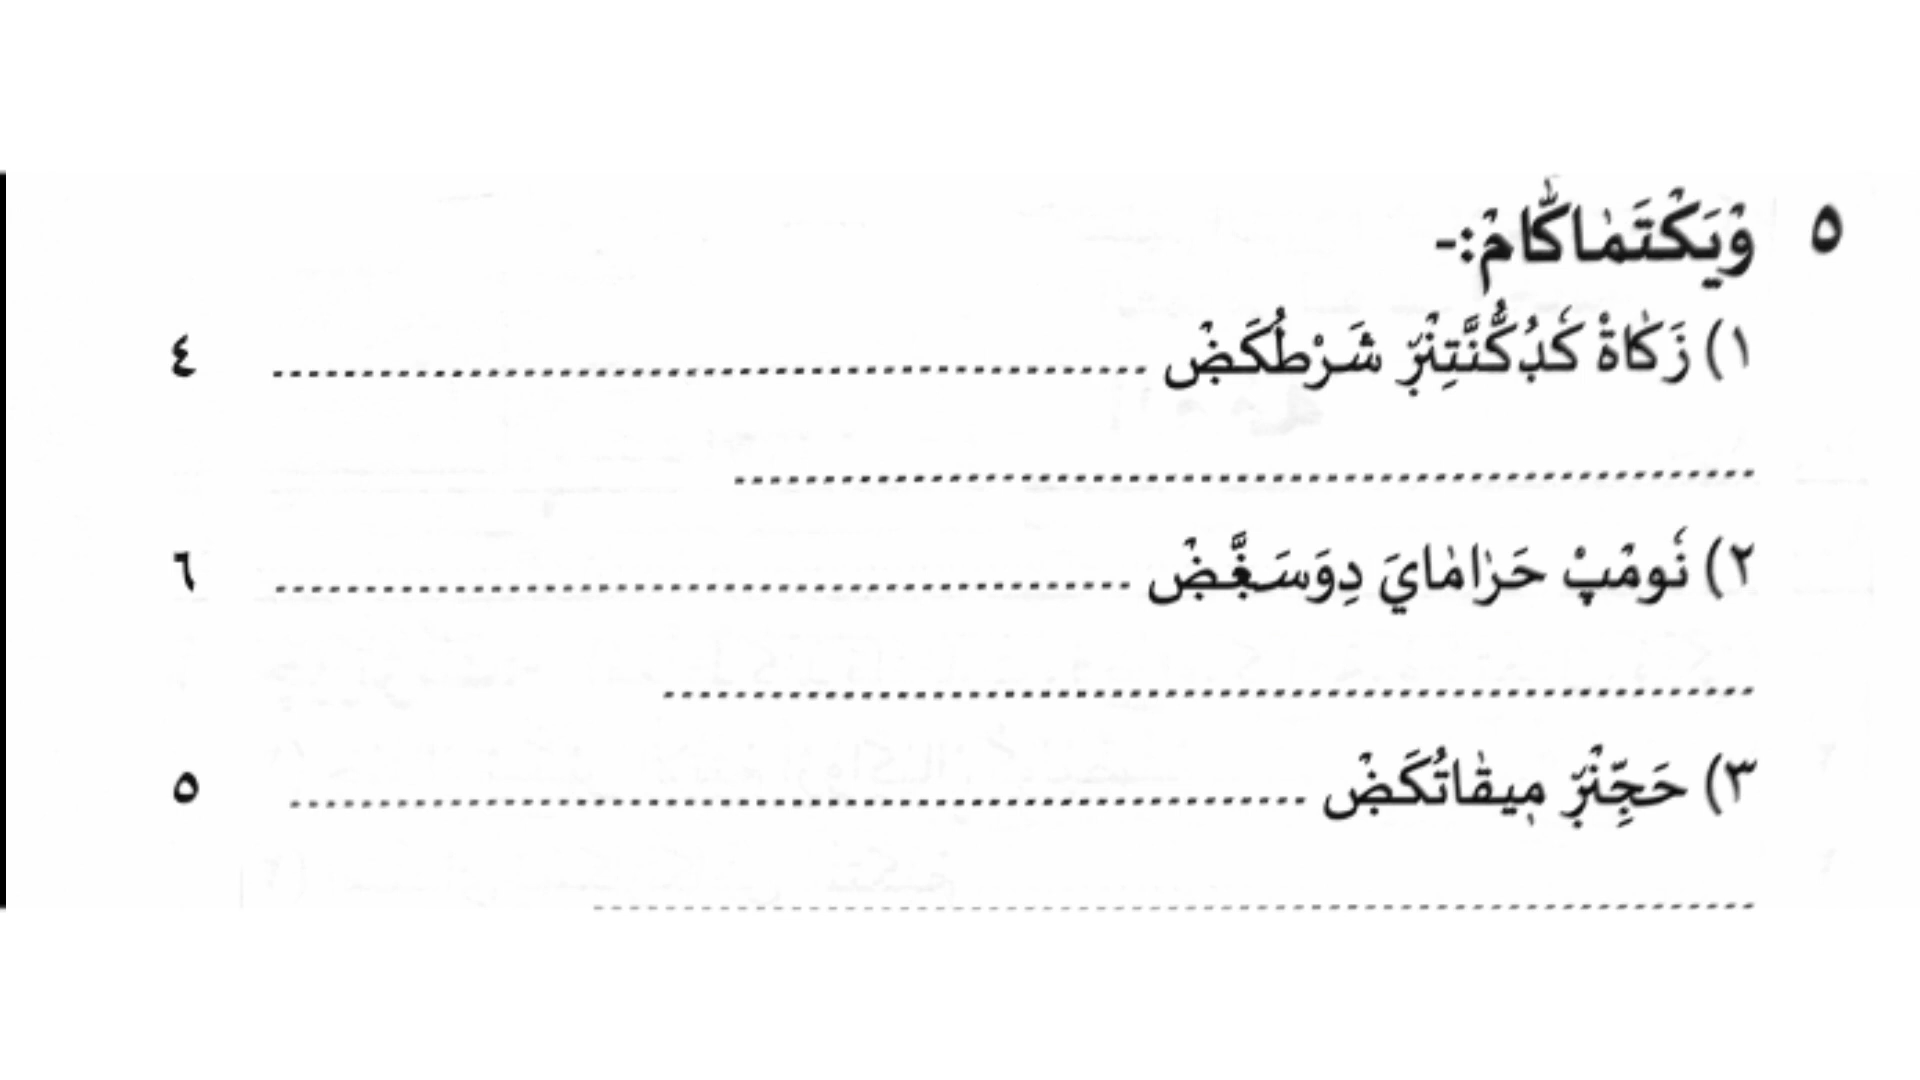 ٥ وْيَكْتَمٰاكَّامْ:-
١) زَكٰاةْ كَࣤدُكُّنَّتِنْڔٜ شَرْطُكَضْ ........................ ٤
........................
٢) نࣤومْبْ حَرٰامٰايَ دِوَسَڠَّضْ ........................ ٦
........................
٣) حَجِّنْڔٜ مٖيقٰاتُكَضْ ........................ ٥
........................